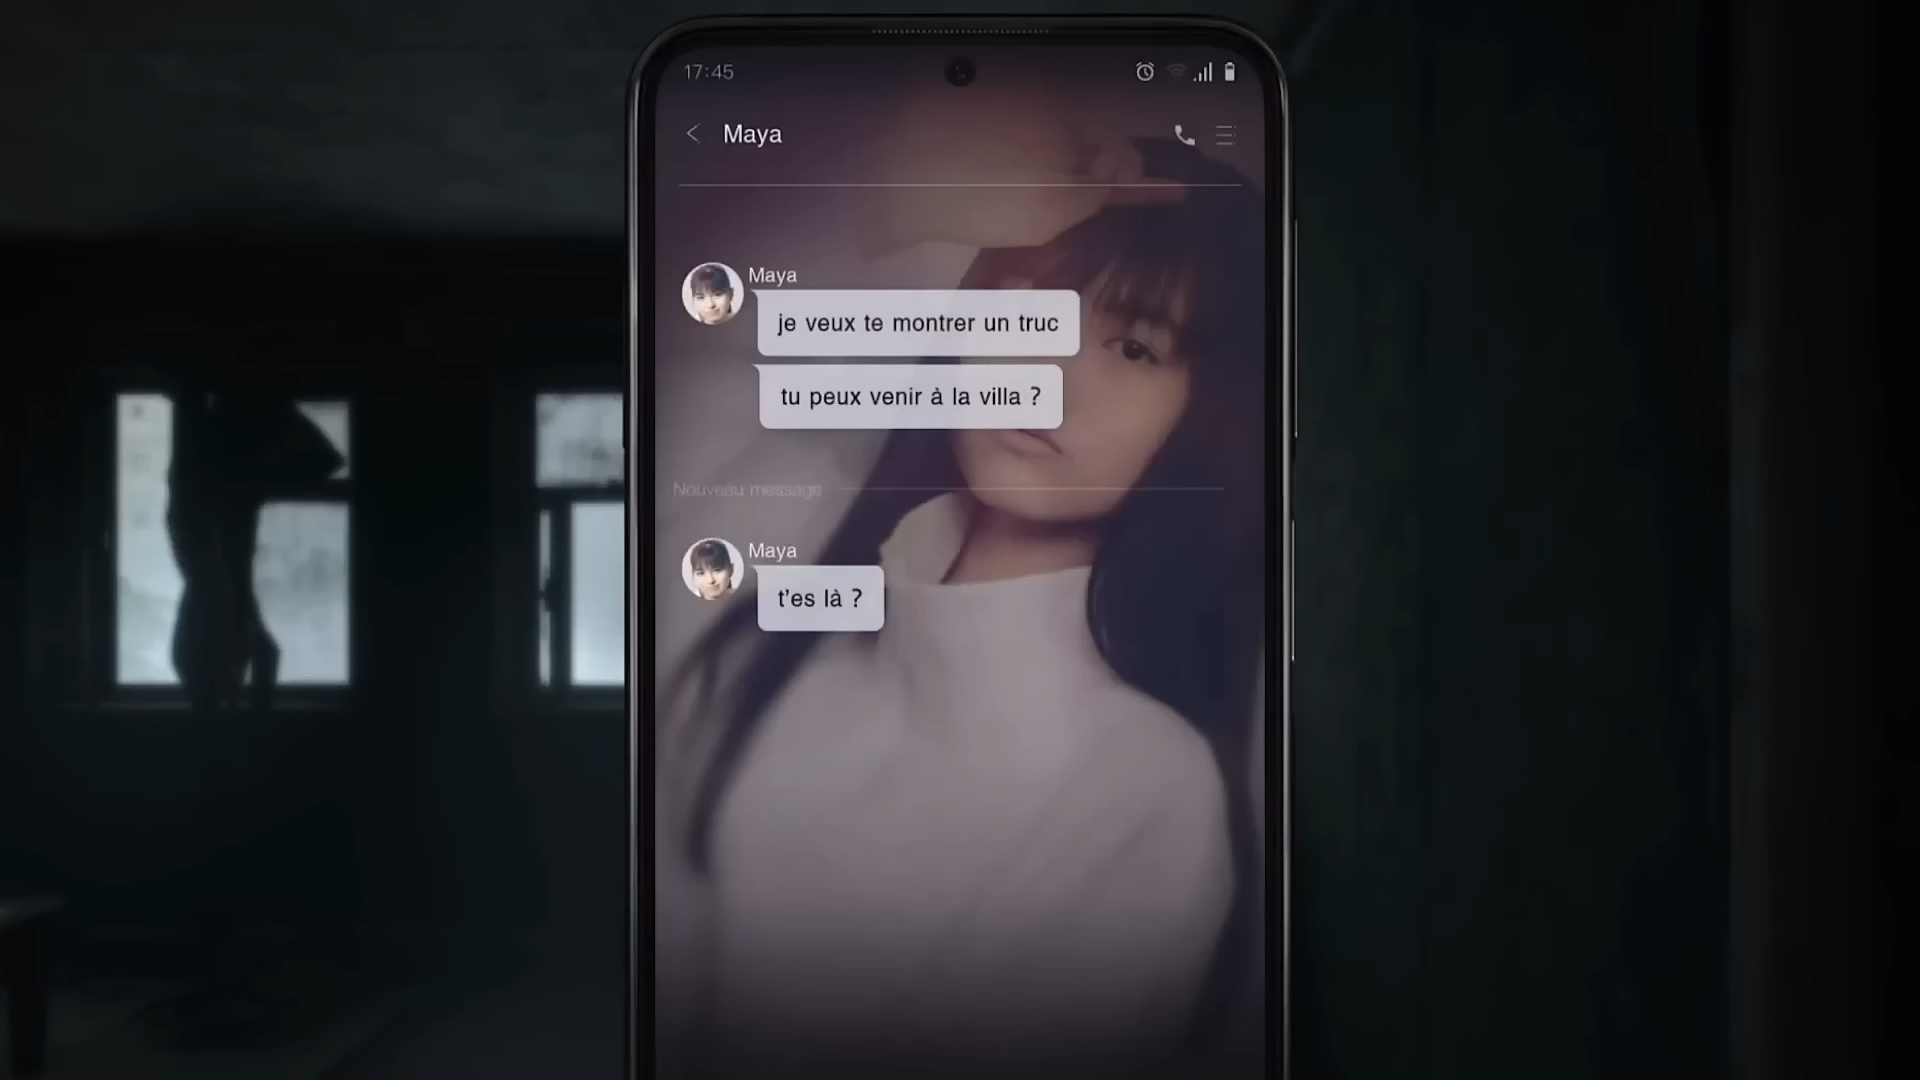 17:45
Maya
Maya
je veux te montrer un truc
tu peux venir à la villa ?
Nouveau message
Maya
t'es là ?